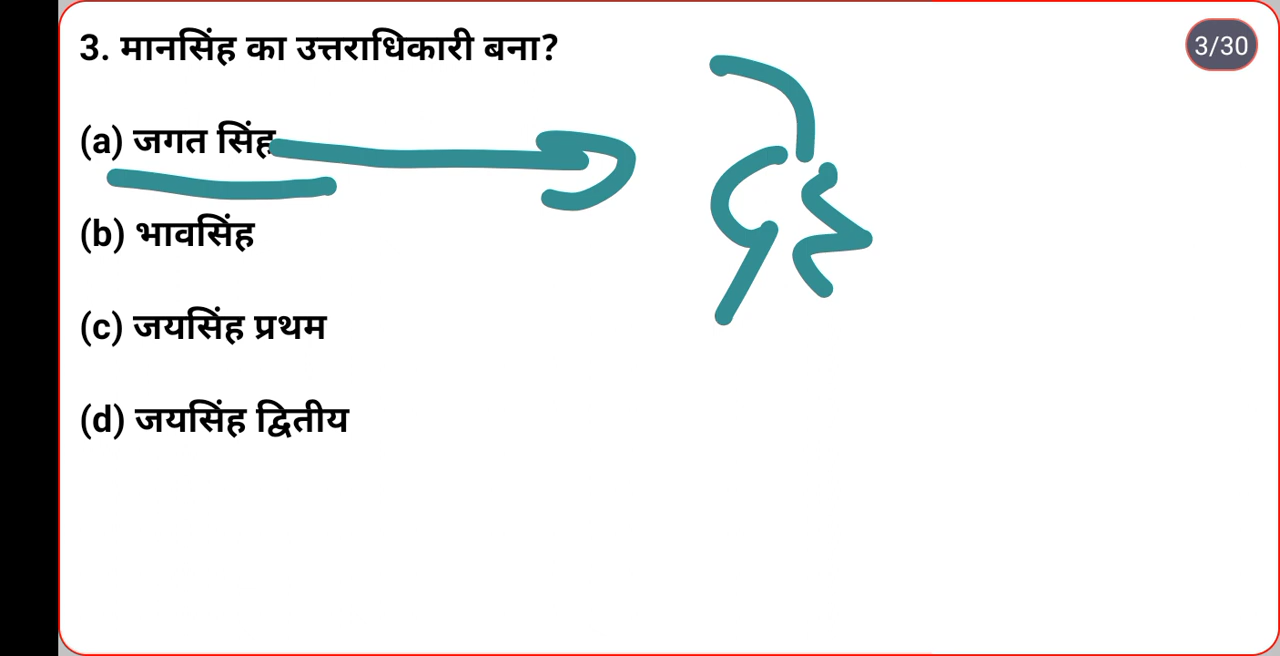 3. मानसिंह का उत्तराधिकारी बना?
3/30
(a) जगत सिंह
(b) भावसिंह
(c) जयसिंह प्रथम
(d) जयसिंह द्वितीय